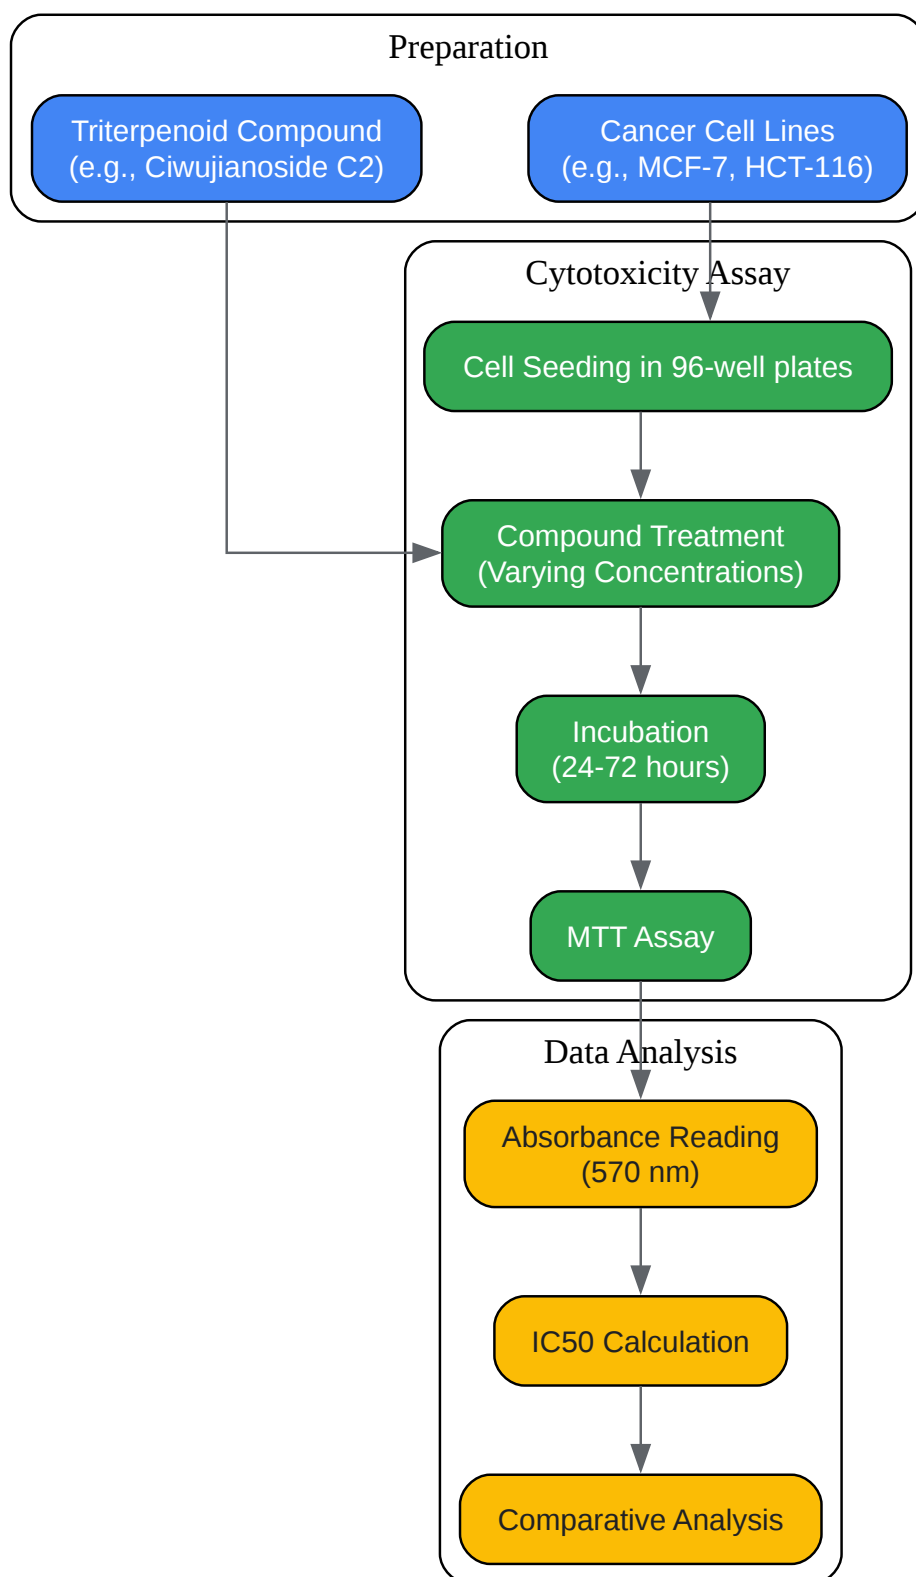 Preparation
Triterpenoid Compound
(e.g., Ciwujianoside C2)
Cancer Cell Lines
(e.g., MCF-7, HCT-116)
Cytotoxicity Assay
Cell Seeding in 96-well plates
Compound Treatment
(Varying Concentrations)
Incubation
(24-72 hours)
MTT Assay
Data Analysis
Absorbance Reading
(570 nm)
IC50 Calculation
Comparative Analysis